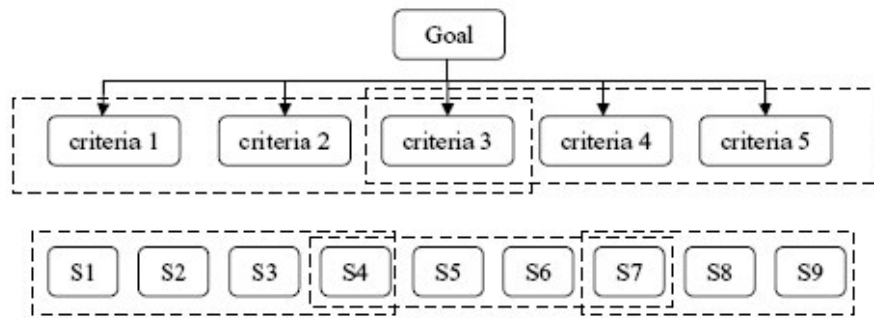 Goal
criteria 1 criteria 2 criteria 3 criteria 4 criteria 5
S1 S2 S3 S4 S5 S6 S7 S8 S9